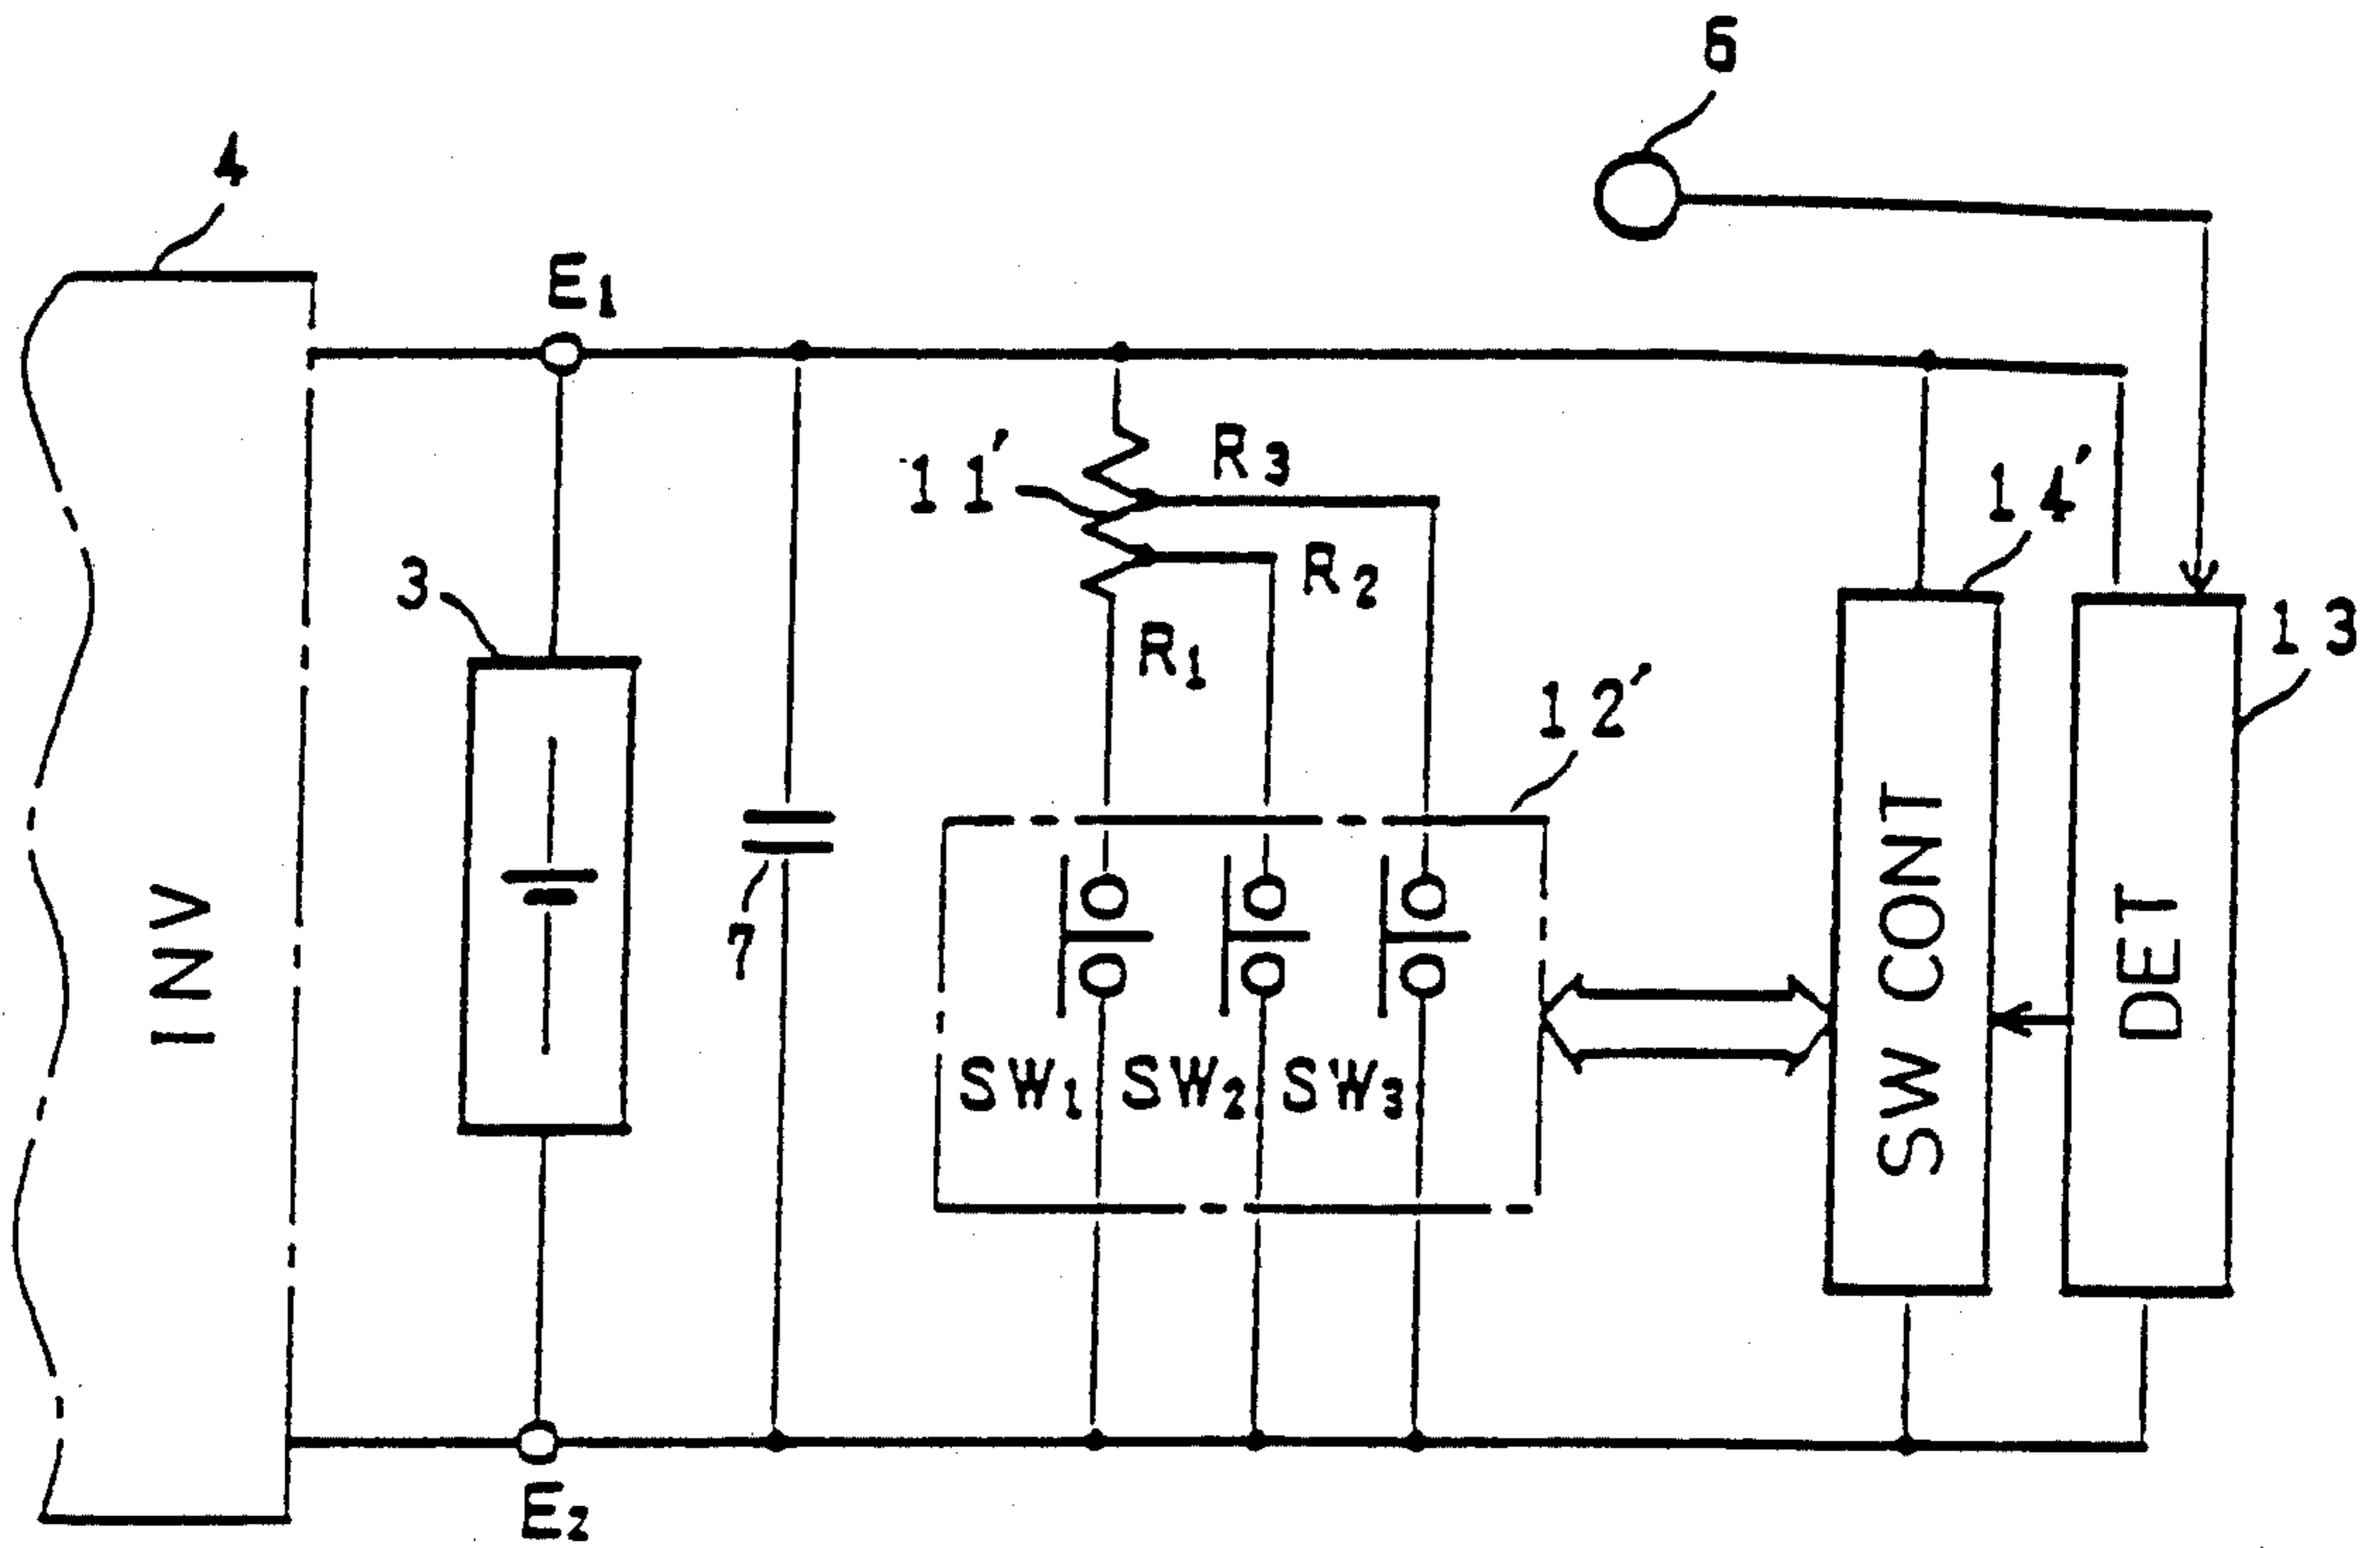 6
4
E1
R3
11'
14'
R2
3
13
R1
12'
INV
7
SW CONT
DET
SW1 SW2 SW3
E2